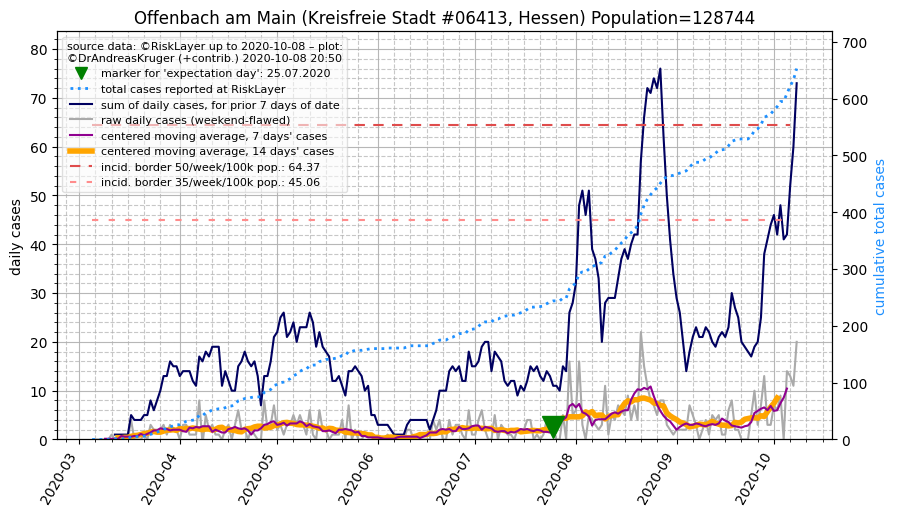 Offenbach am Main (Kreisfreie Stadt #06413, Hessen) Population=128744
source data: ©RiskLayer up to 2020-10-08 – plot:
©DrAndreasKruger (+contrib.) 2020-10-08 20:50
marker for 'expectation day': 25.07.2020
total cases reported at RiskLayer
sum of daily cases, for prior 7 days of date
raw daily cases (weekend-flawed)
centered moving average, 7 days' cases
centered moving average, 14 days' cases
incid. border 50/week/100k pop.: 64.37
incid. border 35/week/100k pop.: 45.06
daily cases
80
70
60
50
40
30
20
10
0
cumulative total cases
700
600
500
400
300
200
100
0
2020-03
2020-04
2020-05
2020-06
2020-07
2020-08
2020-09
2020-10